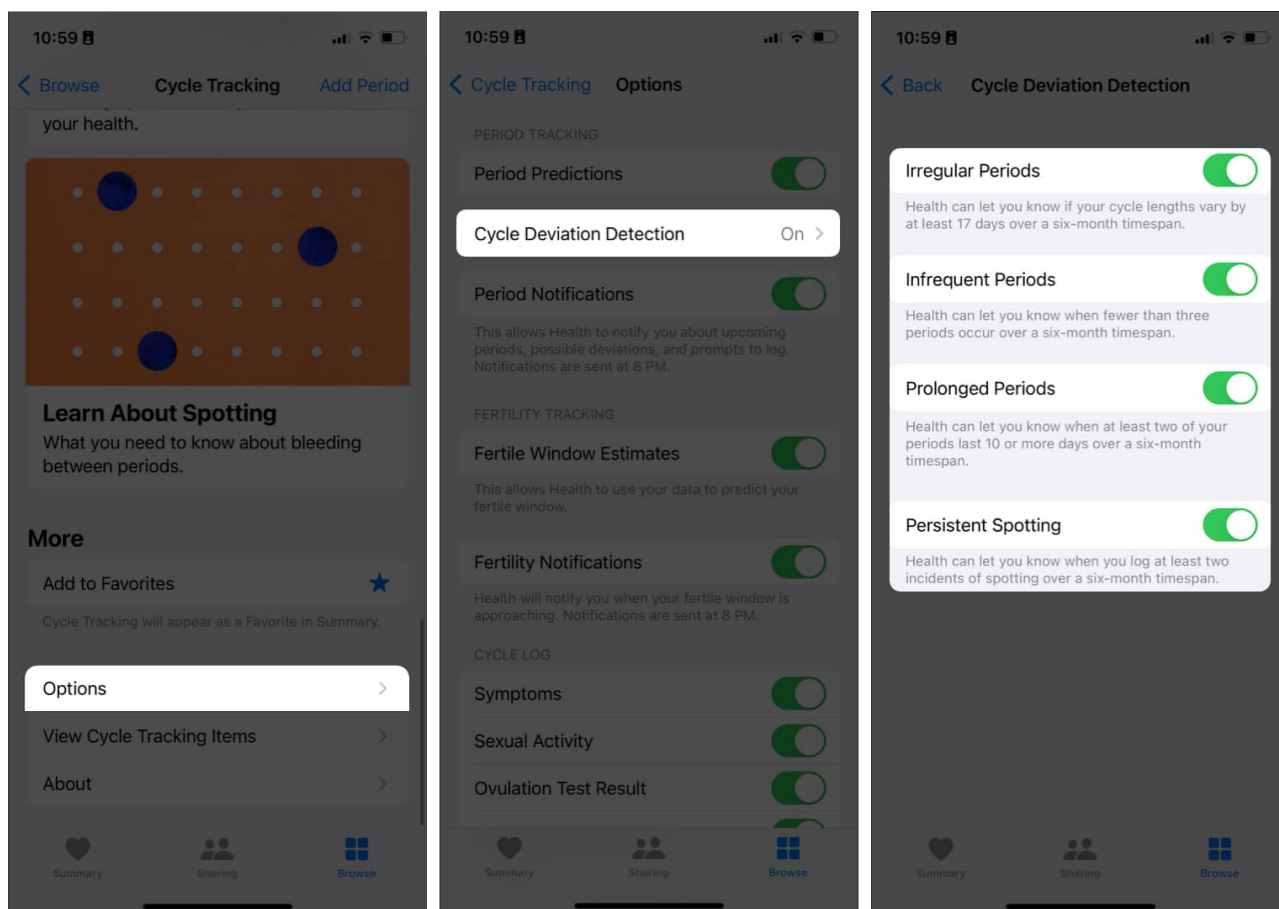 10:59
Browse
Cycle Tracking
Add Period
your health.
Learn About Spotting
What you need to know about bleeding
between periods.
More
Add to Favorites
Cycle Tracking will appear as a Favorite in Summary.
Options
View Cycle Tracking Items
About
Summary
Sharing
Browse
10:59
Cycle Tracking
Options
PERIOD TRACKING
Period Predictions
Cycle Deviation Detection
On
Period Notifications
This allows Health to notify you about upcoming
periods, possible deviations, and prompts to log.
Notifications are sent at 8 PM.
FERTILITY TRACKING
Fertile Window Estimates
This allows Health to use your data to predict your
fertile window.
Fertility Notifications
Health will notify you when your fertile window is
approaching. Notifications are sent at 8 PM.
CYCLE LOG
Symptoms
Sexual Activity
Ovulation Test Result
Summary
Sharing
Browse
10:59
Back
Cycle Deviation Detection
Irregular Periods
Health can let you know if your cycle lengths vary by
at least 17 days over a six-month timespan.
Infrequent Periods
Health can let you know when fewer than three
periods occur over a six-month timespan.
Prolonged Periods
Health can let you know when at least two of your
periods last 10 or more days over a six-month
timespan.
Persistent Spotting
Health can let you know when you log at least two
incidents of spotting over a six-month timespan.
Summary
Sharing
Browse